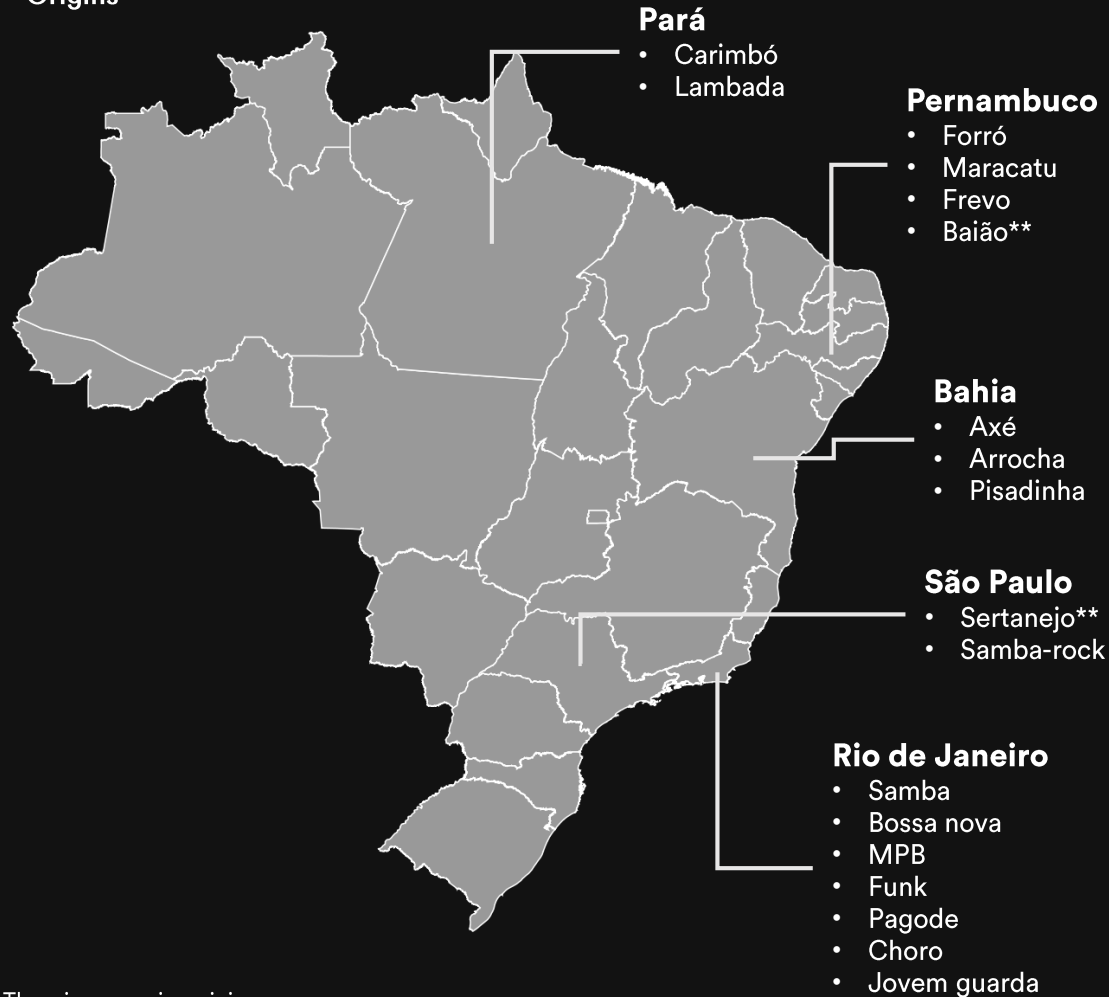 Origins
Pará
• Carimbó
• Lambada
Pernambuco
• Forró
• Maracatu
• Frevo
• Baião**
Bahia
• Axé
• Arrocha
• Pisadinha
São Paulo
• Sertanejo**
• Samba-rock
Rio de Janeiro
• Samba
• Bossa nova
• MPB
• Funk
• Pagode
• Choro
• Jovem guarda